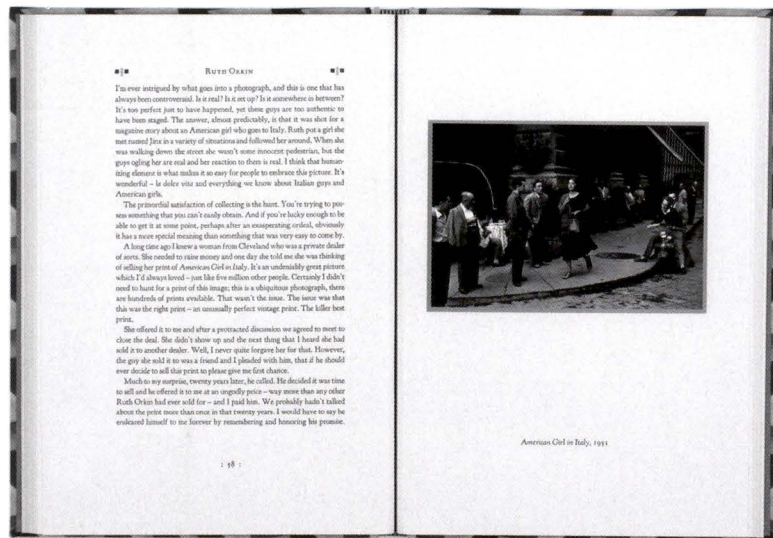 RUTH ORKIN
I'm ever intrigued by what goes into a photograph, and this is one that has
always been controversial. Is it real? Is it set up? Is it somewhere in between?
It's too perfect just to have happened, yet these guys are too authentic to
have been staged. The answer, almost predictably, is that it was shot for a
magazine story about an American girl who goes to Italy. Ruth put a girl she
met named Jinx in a variety of situations and followed her around. When she
was walking down the street she wasn't some innocent pedestrian, but the
guys ogling her are real and her reaction to them is real. I think that human-
izing element is what makes it so easy for people to embrace this picture. It's
wonderful – la dolce vita and everything we know about Italian guys and
American girls.
The primordial satisfaction of collecting is the hunt. You're trying to pos-
sess something that you can't easily obtain. And if you're lucky enough to be
able to get it at some point, perhaps after an exasperating ordeal, obviously
it has a more special meaning than something that was very easy to come by.
A long time ago I knew a woman from Cleveland who was a private dealer
of sorts. She needed to raise money and one day she told me she was thinking
of selling her print of American Girl in Italy. It's an undeniably great picture
which I'd always loved – just like five million other people. Certainly I didn't
need to hunt for a print of this image; this is a ubiquitous photograph, there
are hundreds of prints available. That wasn't the issue. The issue was that
this was the right print – an unusually perfect vintage print. The killer best
print.
She offered it to me and after a protracted discussion we agreed to meet to
close the deal. She didn't show up and the next thing that I heard she had
sold it to another dealer. Well, I never quite forgave her for that. However,
the guy she sold it to was a friend and I pleaded with him, that if he should
ever decide to sell this print to please give me first chance.
Much to my surprise, twenty years later, he called. He decided it was time
to sell and he offered it to me at an ungodly price – way more than any other
Ruth Orkin had ever sold for – and I paid him. We probably hadn't talked
about the print more than once in that twenty years. I would have to say he
endeared himself to me forever by remembering and honoring his promise.
: 58 :
American Girl in Italy, 1951